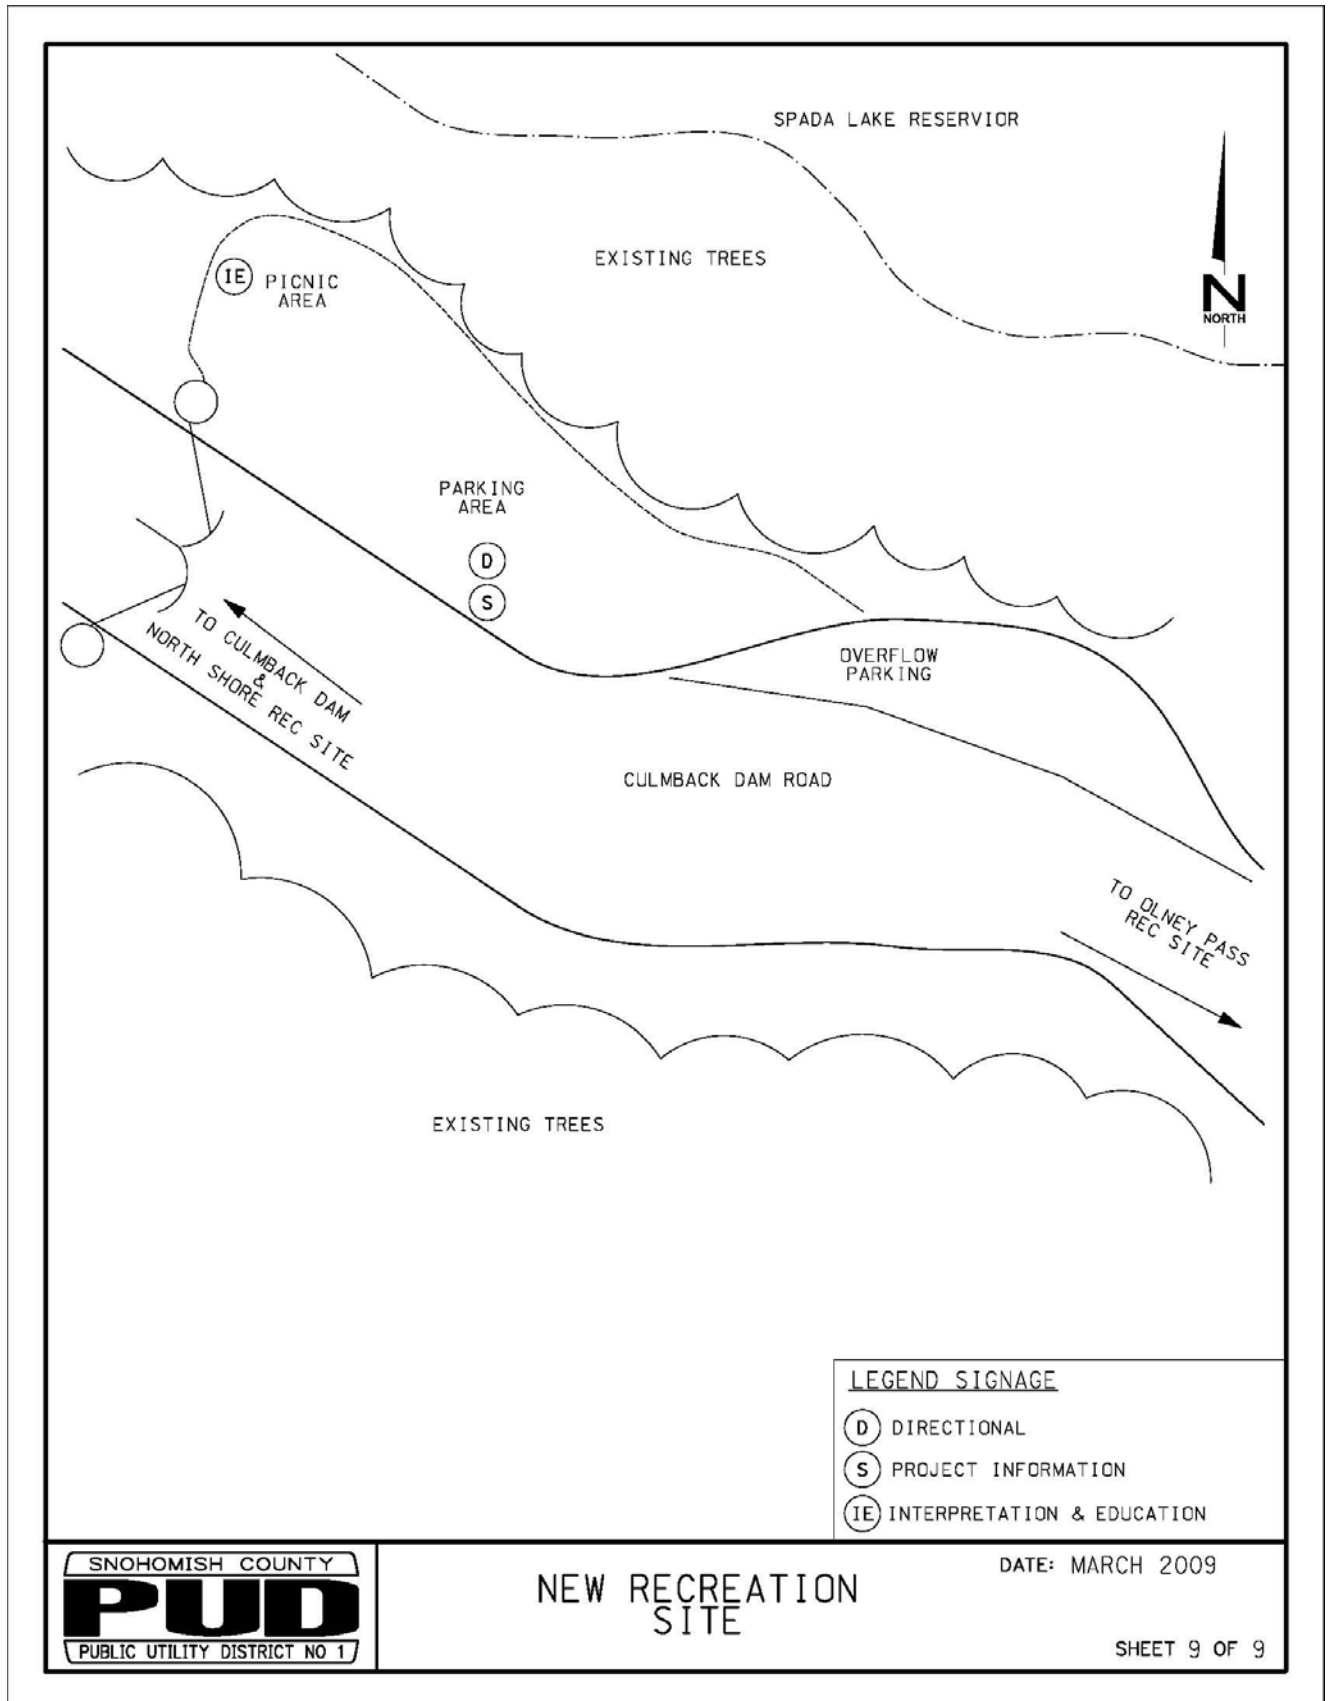 SPADA LAKE RESERVIOR
EXISTING TREES
N
NORTH
IE
PICNIC
AREA
PARKING
AREA
D
S
TO CULMBACK DAM
&
NORTH SHORE REC SITE
OVERFLOW
PARKING
CULMBACK DAM ROAD
TO OLNEY PASS
REC SITE
EXISTING TREES
LEGEND SIGNAGE
D DIRECTIONAL
S PROJECT INFORMATION
IE INTERPRETATION & EDUCATION
SNOHOMISH COUNTY
PUD
PUBLIC UTILITY DISTRICT NO 1
NEW RECREATION
SITE
DATE: MARCH 2009
SHEET 9 OF 9